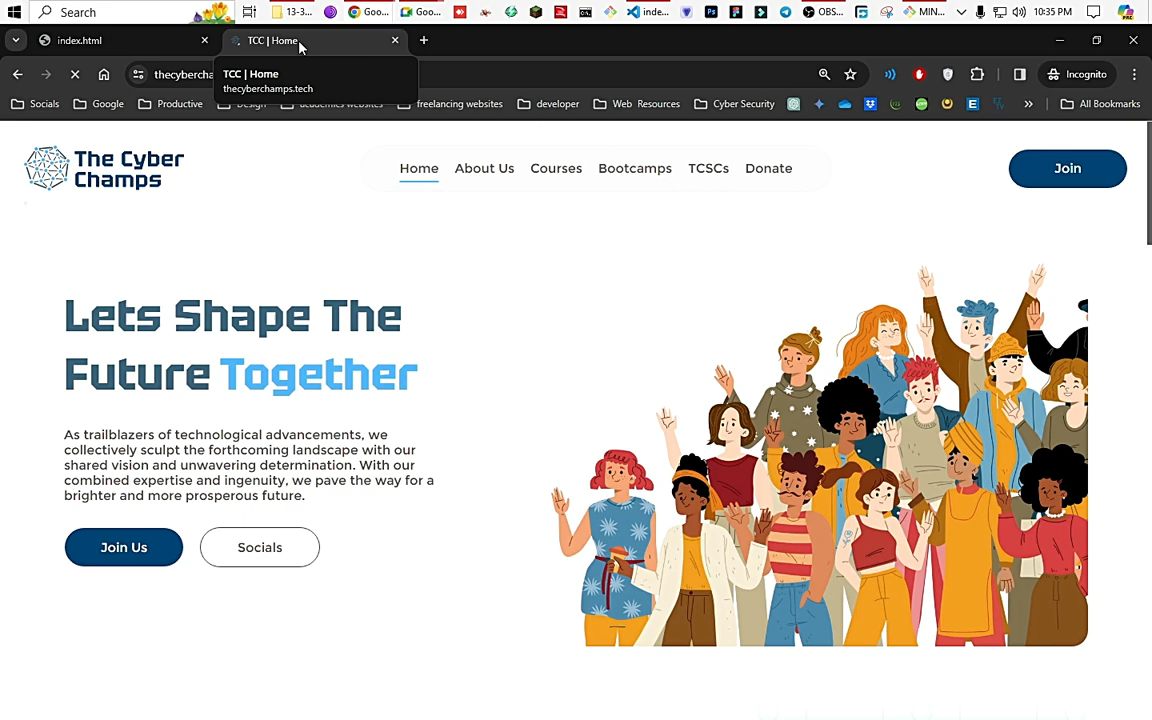 Search
13-3...
Goo...
Goo...
inde...
OBS...
MIN...
10:35 PM
index.html
TCC | Home
thecybercha
Incognito
TCC | Home
thecyberchamps.tech
Socials
Google
Productive
Design
academics websites
freelancing websites
developer
Web Resources
Cyber Security
All Bookmarks
The Cyber
Champs
Home
About Us
Courses
Bootcamps
TCSCs
Donate
Join
Lets Shape The
Future Together
As trailblazers of technological advancements, we
collectively sculpt the forthcoming landscape with our
shared vision and unwavering determination. With our
combined expertise and ingenuity, we pave the way for a
brighter and more prosperous future.
Join Us
Socials